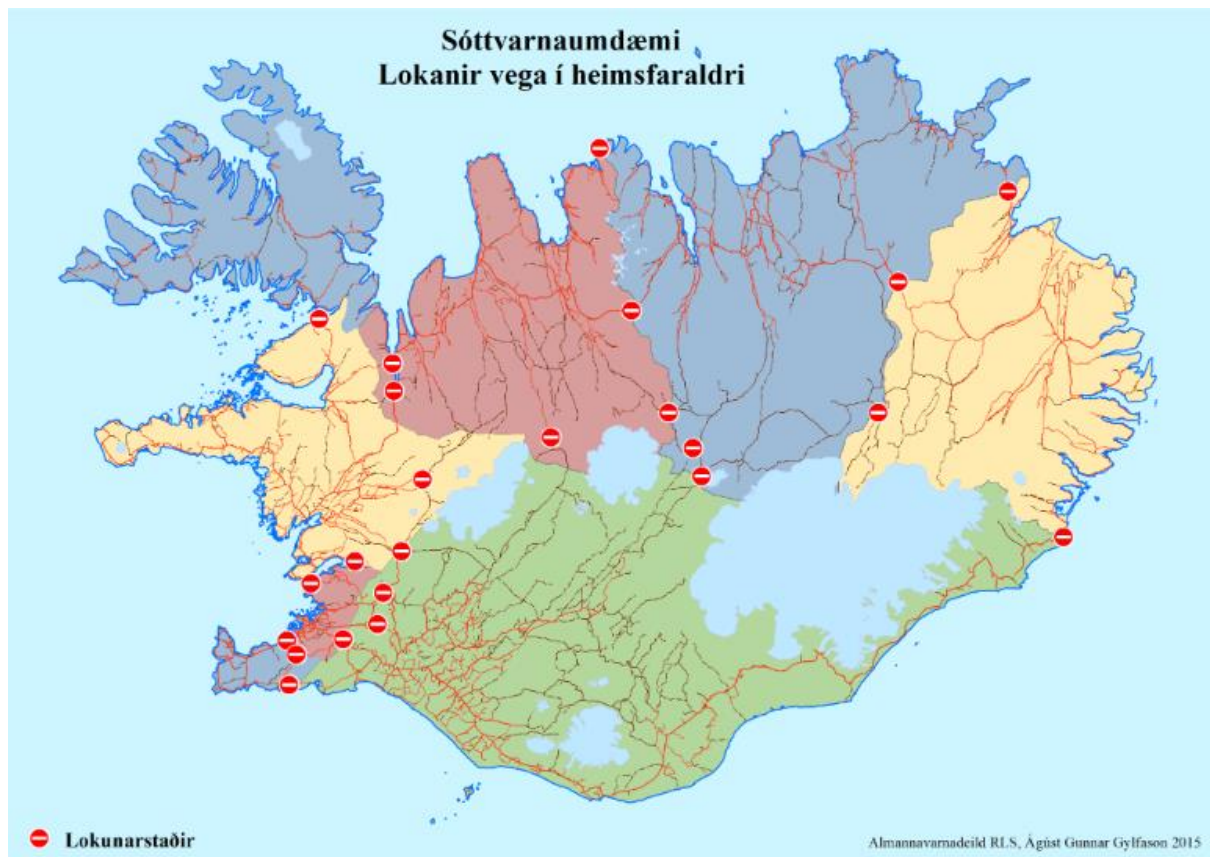 Sóttvarnaumdæmi
Lokanir vega í heimsfaraldri
Lokunarstaðir
Almannavarnadeild RLS, Ágúst Gunnar Gylfason 2015